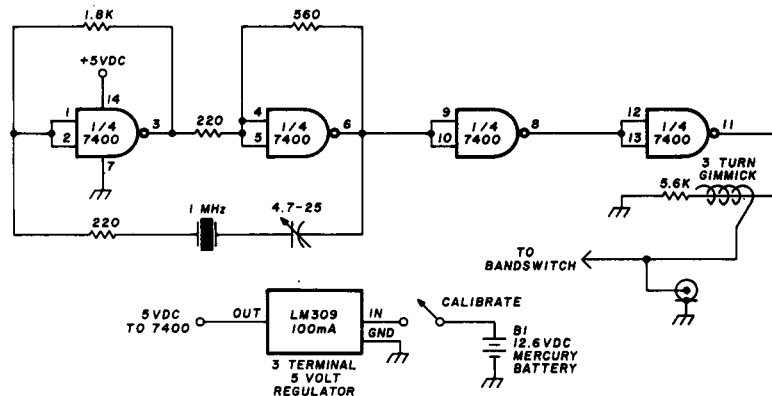 1.8K
560
+5VDC
14
1
2
1/4
7400
3
7
220
4
5
1/4
7400
6
9
10
1/4
7400
8
12
13
1/4
7400
11
3 TURN
GIMMICK
5.6K
220
1 MHz
4.7-25
TO
BANDSWITCH
5VDC
TO 7400
OUT
LM309
100mA
IN
GND
CALIBRATE
3 TERMINAL
5 VOLT
REGULATOR
B1
12.6VDC
MERCURY
BATTERY